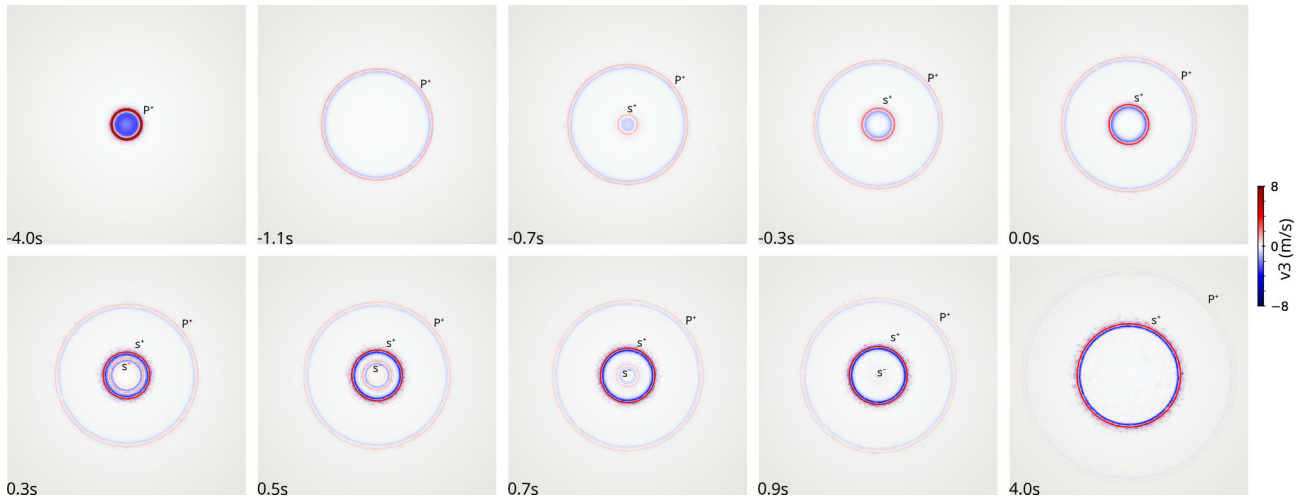 P⁺
-4.0s
P⁺
-1.1s
P⁺
s⁺
-0.7s
P⁺
s⁺
-0.3s
P⁺
s⁺
0.0s
8
0
−8
v3 (m/s)
P⁺
s⁺
s⁻
0.3s
P⁺
s⁺
s⁻
0.5s
P⁺
s⁺
s⁻
0.7s
P⁺
s⁺
s⁻
0.9s
P⁺
s⁺
4.0s